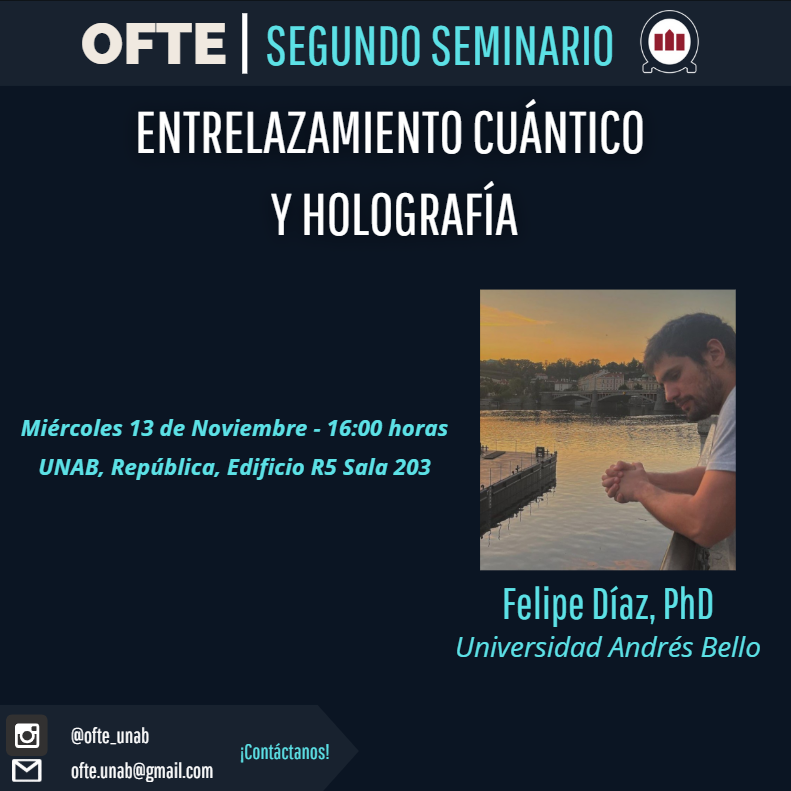 OFTE | SEGUNDO SEMINARIO
ENTRELAZAMIENTO CUÁNTICO
Y HOLOGRAFÍA
Miércoles 13 de Noviembre - 16:00 horas
UNAB, República, Edificio R5 Sala 203
Felipe Díaz, PhD
Universidad Andrés Bello
@ofte_unab
¡Contáctanos!
ofte.unab@gmail.com